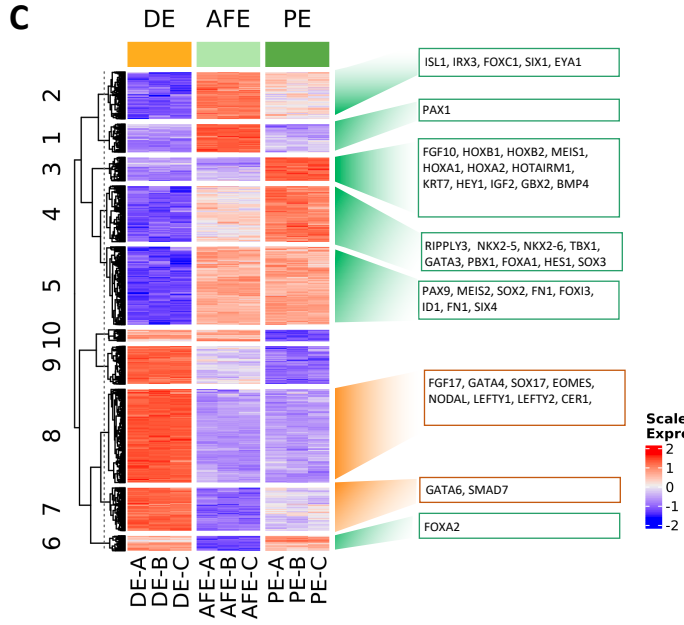 C
DE AFE PE
2
1
3
4
5
10
9
8
7
6
ISL1, IRX3, FOXC1, SIX1, EYA1
PAX1
FGF10, HOXB1, HOXB2, MEIS1,
HOXA1, HOXA2, HOTAIRM1,
KRT7, HEY1, IGF2, GBX2, BMP4
RIPPLY3, NKX2-5, NKX2-6, TBX1,
GATA3, PBX1, FOXA1, HES1, SOX3
PAX9, MEIS2, SOX2, FN1, FOXI3,
ID1, FN1, SIX4
FGF17, GATA4, SOX17, EOMES,
NODAL, LEFTY1, LEFTY2, CER1,
GATA6, SMAD7
FOXA2
Scale
Expre
2
1
0
-1
-2
DE-A
DE-B
DE-C
AFE-A
AFE-B
AFE-C
PE-A
PE-B
PE-C